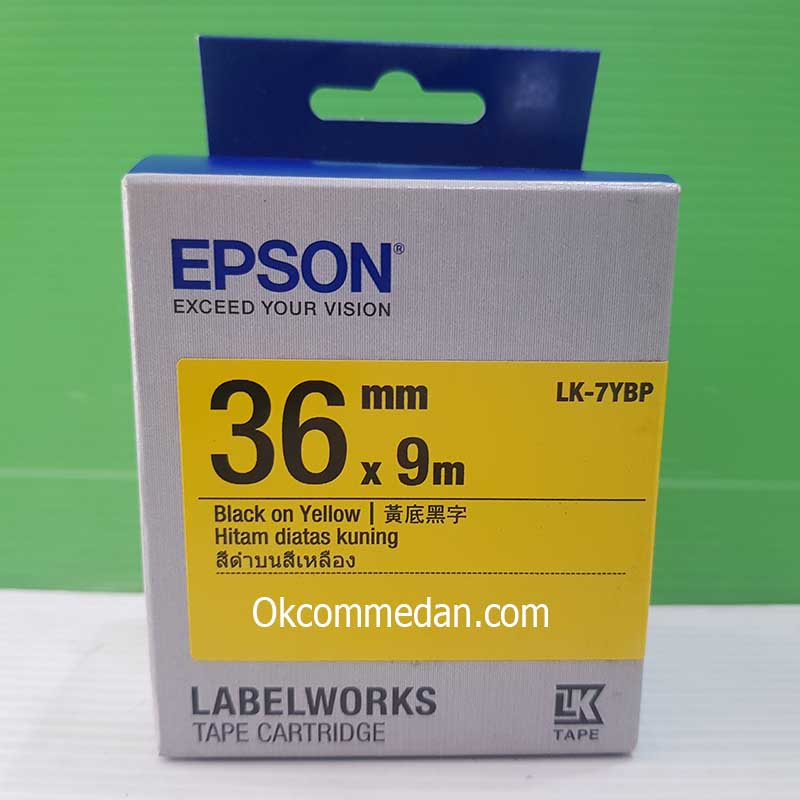 EPSON®
EXCEED YOUR VISION
36 mm x 9m
LK-7YBP
Black on Yellow | 黃底黑字
Hitam diatas kuning
สีดำบนสีเหลือง
Okcommedan.com
LABELWORKS
TAPE CARTRIDGE
LK
TAPE